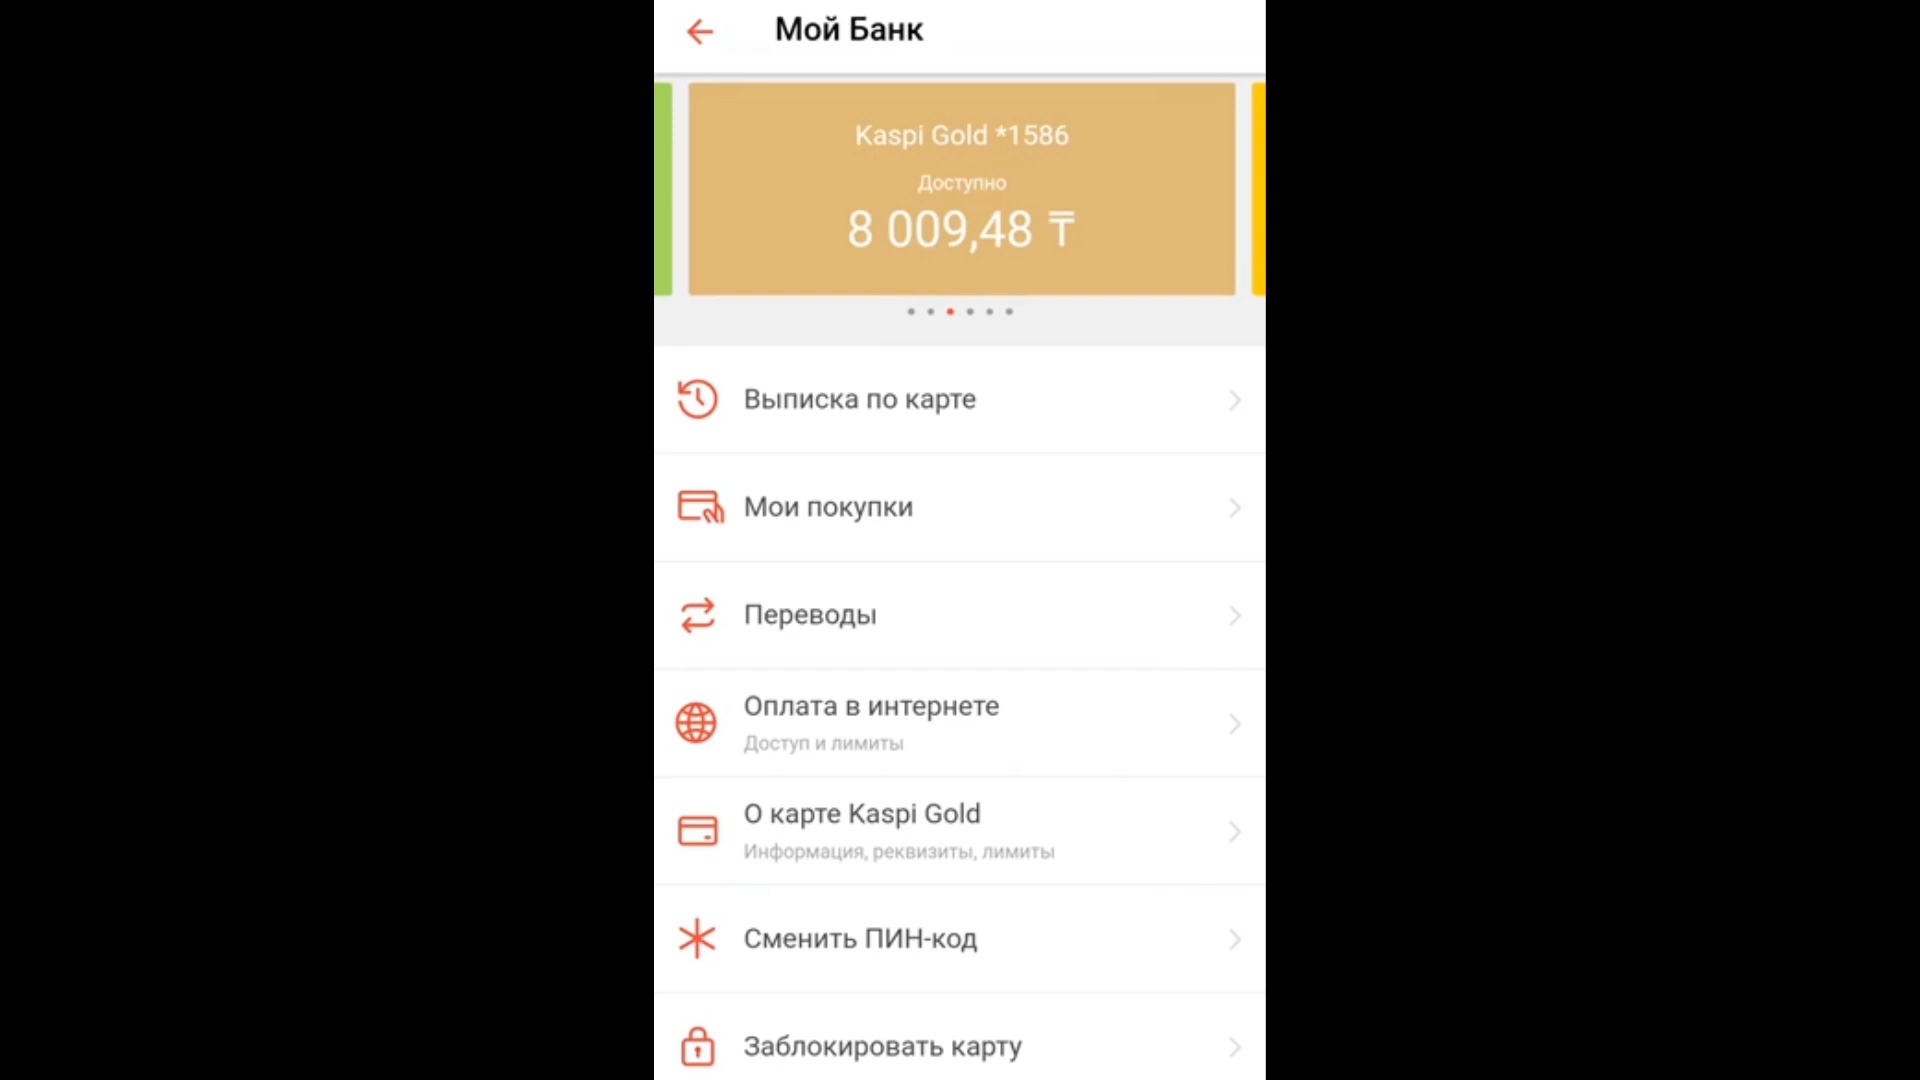 Мой Банк
Kaspi Gold *1586
Доступно
8 009,48 ₸
Выписка по карте
Мои покупки
Переводы
Оплата в интернете
Доступ и лимиты
О карте Kaspi Gold
Информация, реквизиты, лимиты
Сменить ПИН-код
Заблокировать карту